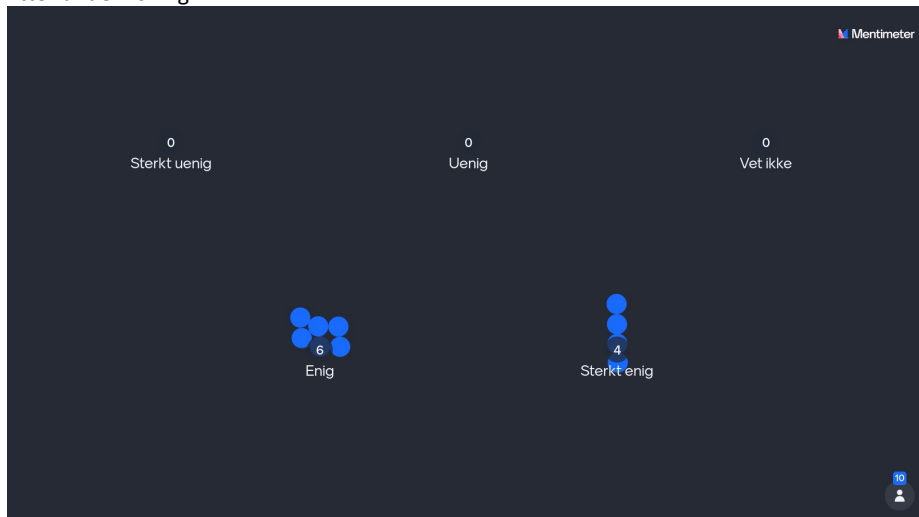 Mentimeter
0
Sterkt uenig
0
Uenig
0
Vet ikke
6
Enig
4
Sterkt enig
10